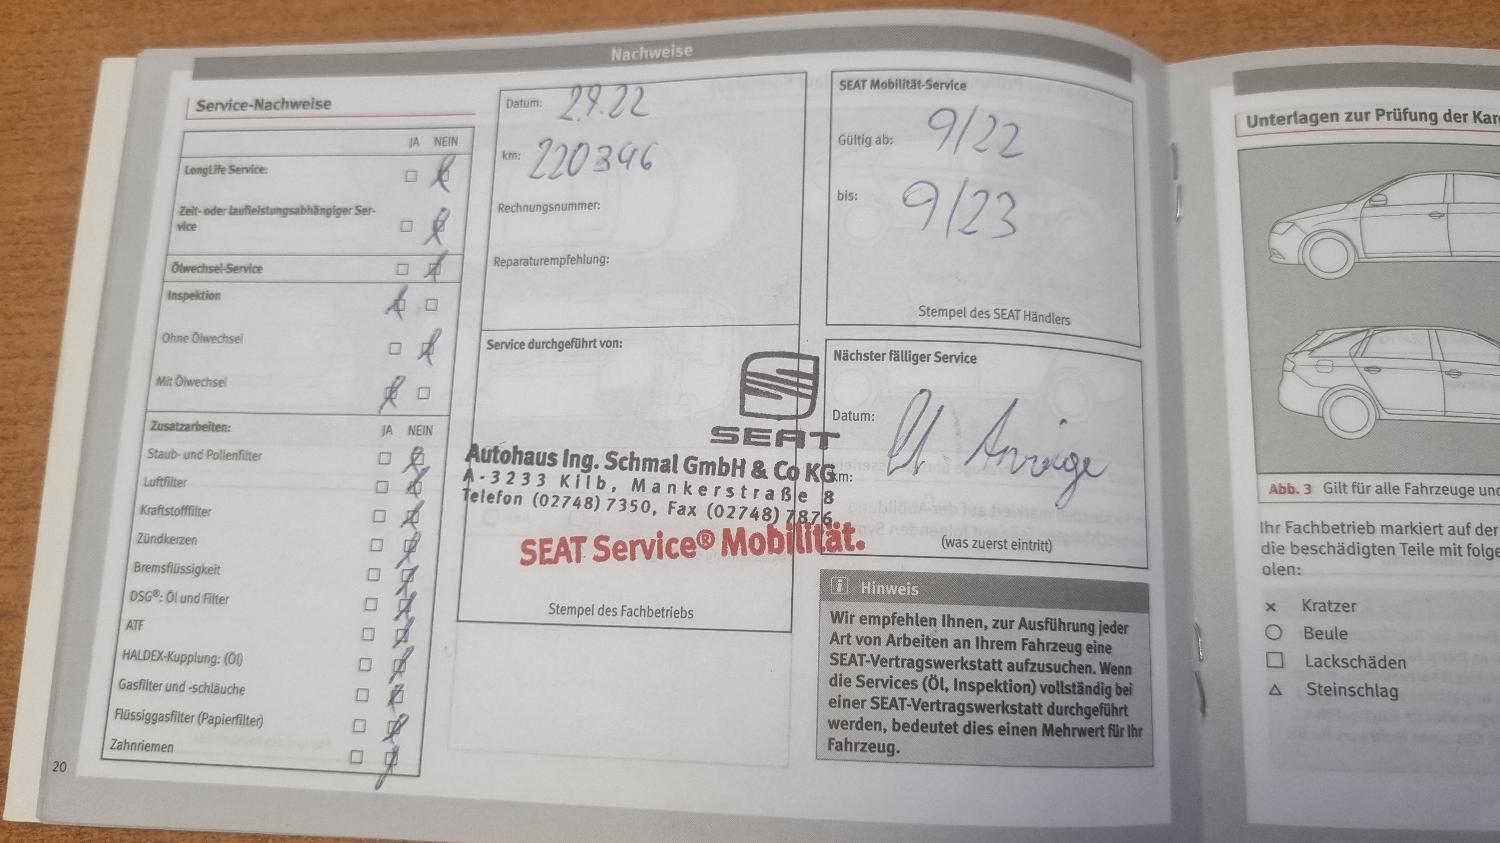 Nachweise
Service-Nachweise
JA NEIN
LongLife Service:
Zeit- oder laufleistungsabhängiger Ser-
vice
Ölwechsel-Service
Inspektion
Ohne Ölwechsel
Mit Ölwechsel
Zusatzarbeiten: JA NEIN
Staub- und Pollenfilter
Luftfilter
Kraftstofffilter
Zündkerzen
Bremsflüssigkeit
DSG®: Öl und Filter
ATF
HALDEX-Kupplung: (Öl)
Gasfilter und -schläuche
Flüssiggasfilter (Papierfilter)
Zahnriemen
20
Datum: 2.9.22
km: 220396
Rechnungsnummer:
Reparaturempfehlung:
Service durchgeführt von:
SEAT
Autohaus Ing. Schmal GmbH & Co KG
A-3233 Kilb, Mankerstraße 8
Telefon (02748) 7350, Fax (02748) 7876
SEAT Service® Mobilität.
Stempel des Fachbetriebs
SEAT Mobilität-Service
Gültig ab: 9/22
bis: 9/23
Stempel des SEAT Händlers
Nächster fälliger Service
Datum:
Lt. Anzeige
km:
(was zuerst eintritt)
i Hinweis
Wir empfehlen Ihnen, zur Ausführung jeder
Art von Arbeiten an Ihrem Fahrzeug eine
SEAT-Vertragswerkstatt aufzusuchen. Wenn
die Services (Öl, Inspektion) vollständig bei
einer SEAT-Vertragswerkstatt durchgeführt
werden, bedeutet dies einen Mehrwert für Ihr
Fahrzeug.
Unterlagen zur Prüfung der
Abb. 3 Gilt für alle Fahrzeuge
Ihr Fachbetrieb markiert auf der
die beschädigten Teile mit
olen:
Kratzer
Beule
Lackschäden
Steinschlag